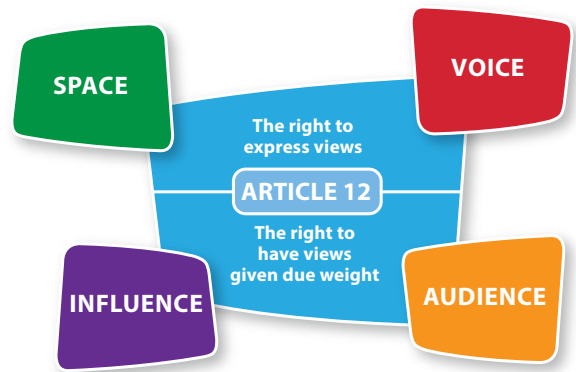 SPACE
VOICE
The right to
express views
ARTICLE 12
The right to
have views
given due weight
INFLUENCE
AUDIENCE